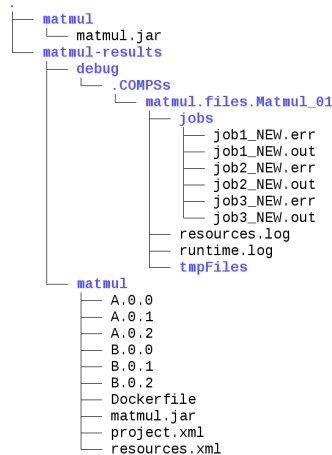 .
matmul
matmul.jar
matmul-results
debug
.COMPSs
matmul.files.Matmul_01
jobs
job1_NEW.err
job1_NEW.out
job2_NEW.err
job2_NEW.out
job3_NEW.err
job3_NEW.out
resources.log
runtime.log
tmpFiles
matmul
A.0.0
A.0.1
A.0.2
B.0.0
B.0.1
B.0.2
Dockerfile
matmul.jar
project.xml
resources.xml